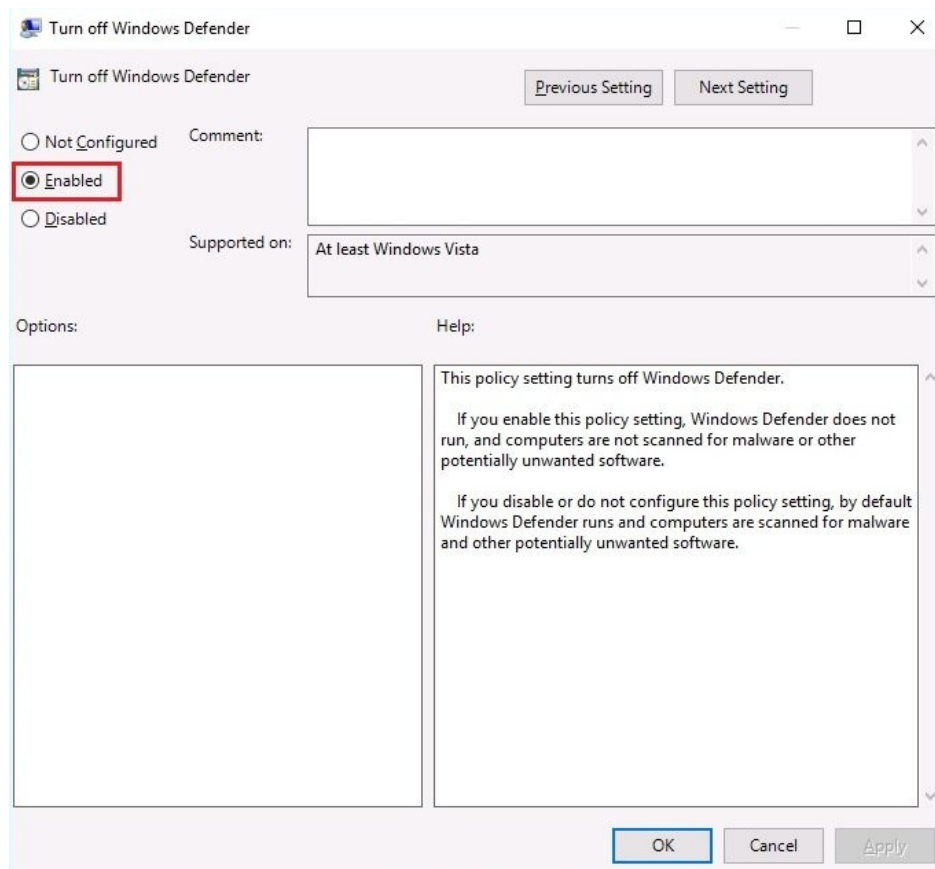 Turn off Windows Defender
Turn off Windows Defender
Previous Setting
Next Setting
Not Configured
Comment:
Enabled
Disabled
Supported on:
At least Windows Vista
Options:
Help:
This policy setting turns off Windows Defender.
If you enable this policy setting, Windows Defender does not
run, and computers are not scanned for malware or other
potentially unwanted software.
If you disable or do not configure this policy setting, by default
Windows Defender runs and computers are scanned for malware
and other potentially unwanted software.
OK
Cancel
Apply